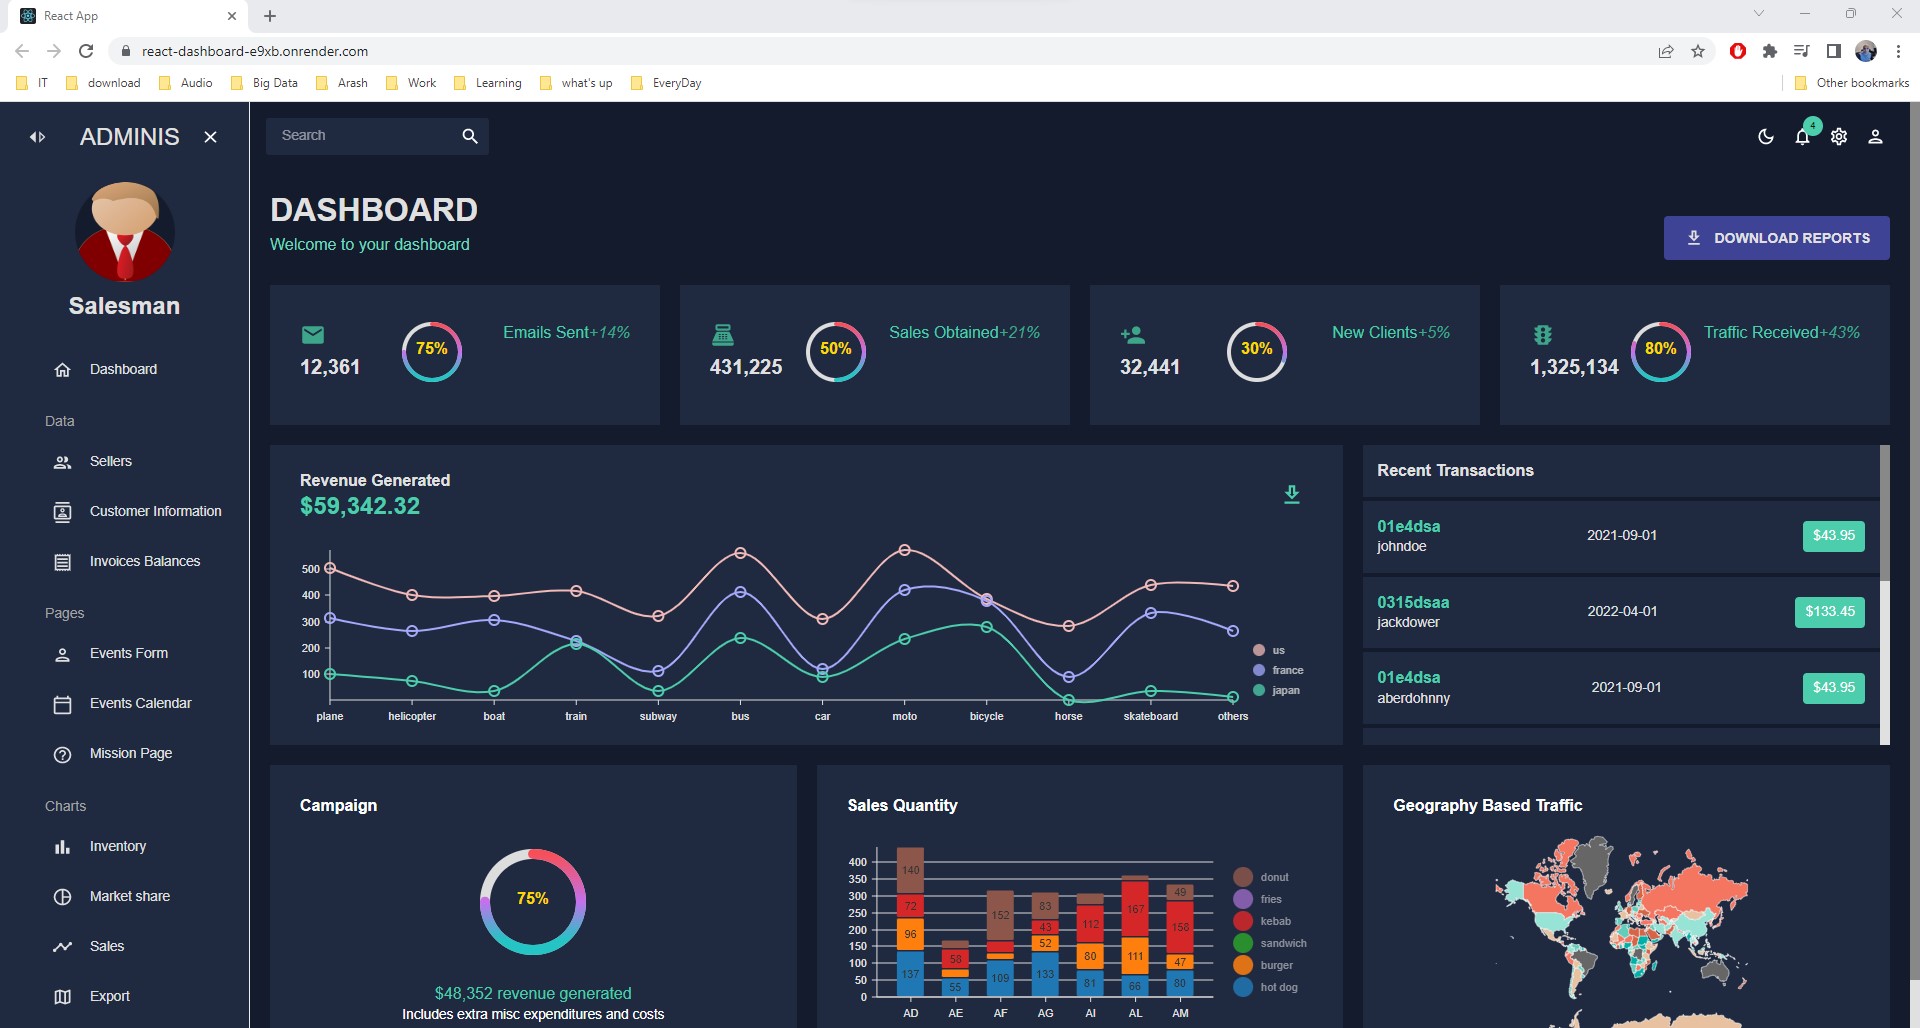 React App
react-dashboard-e9xb.onrender.com
IT download Audio Big Data Arash Work Learning what's up EveryDay Other bookmarks
ADMINIS
Salesman
Dashboard
Data
Sellers
Customer Information
Invoices Balances
Pages
Events Form
Events Calendar
Mission Page
Charts
Inventory
Market share
Sales
Export
Search
4
DASHBOARD
Welcome to your dashboard
DOWNLOAD REPORTS
12,361
75%
Emails Sent+14%
431,225
50%
Sales Obtained+21%
32,441
30%
New Clients+5%
1,325,134
80%
Traffic Received+43%
Revenue Generated
$59,342.32
500
400
300
200
100
plane helicopter boat train subway bus car moto bicycle horse skateboard others
us
france
japan
Recent Transactions
01e4dsa
johndoe
2021-09-01
$43.95
0315dsaa
jackdower
2022-04-01
$133.45
01e4dsa
aberdohnny
2021-09-01
$43.95
Campaign
75%
$48,352 revenue generated
Includes extra misc expenditures and costs
Sales Quantity
400
350
300
250
200
150
100
50
0
140
72
96
137
58
55
152
109
83
43
52
133
112
80
81
167
111
66
49
158
47
80
AD AE AF AG AI AL AM
donut
fries
kebab
sandwich
burger
hot dog
Geography Based Traffic